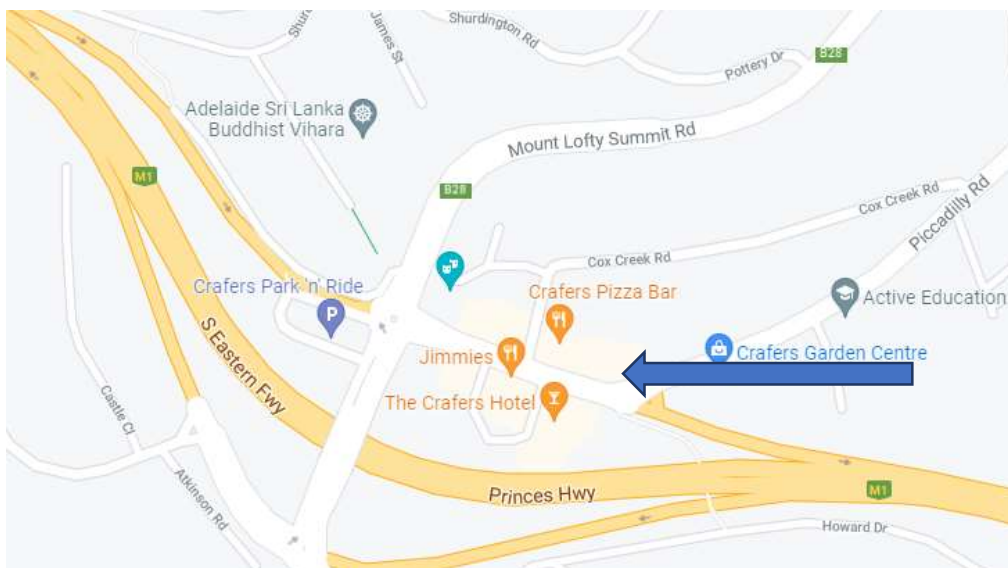 Shurdington Rd
James St
Pottery Dr
B28
Adelaide Sri Lanka
Buddhist Vihara
Mount Lofty Summit Rd
M1
B28
Cox Creek Rd
Piccadilly Rd
Cox Creek Rd
Crafers Park 'n' Ride
P
Crafers Pizza Bar
Active Education
S Eastern Fwy
Jimmies
Crafers Garden Centre
The Crafers Hotel
Castle Ct
Atkinson Rd
Princes Hwy
M1
Howard Dr